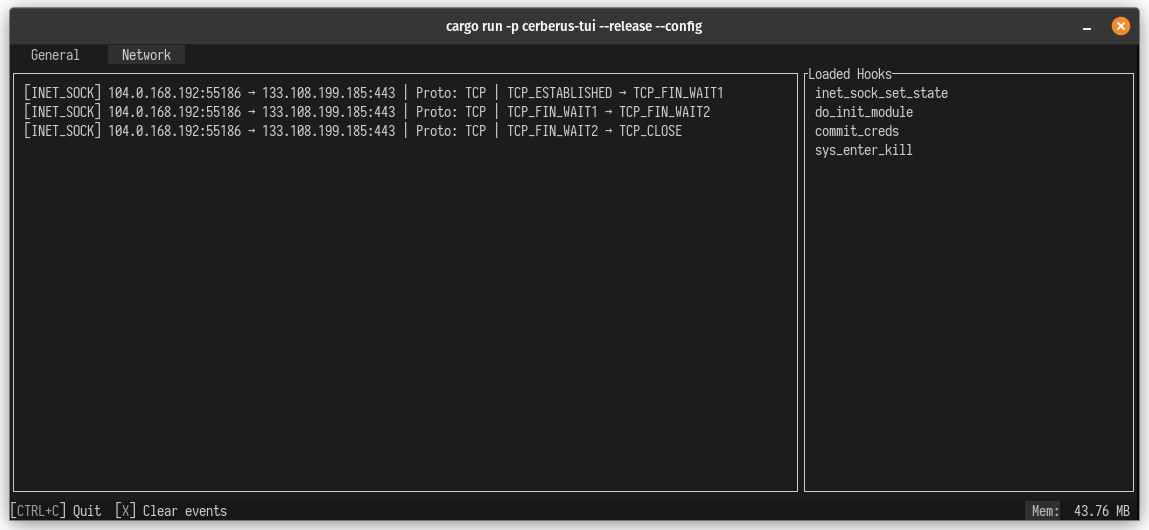 cargo run -p cerberus-tui --release --config
General Network
[INET_SOCK] 104.0.168.192:55186 → 133.108.199.185:443 | Proto: TCP | TCP_ESTABLISHED → TCP_FIN_WAIT1
[INET_SOCK] 104.0.168.192:55186 → 133.108.199.185:443 | Proto: TCP | TCP_FIN_WAIT1 → TCP_FIN_WAIT2
[INET_SOCK] 104.0.168.192:55186 → 133.108.199.185:443 | Proto: TCP | TCP_FIN_WAIT2 → TCP_CLOSE
Loaded Hooks
inet_sock_set_state
do_init_module
commit_creds
sys_enter_kill
[CTRL+C] Quit [X] Clear events
Mem: 43.76 MB